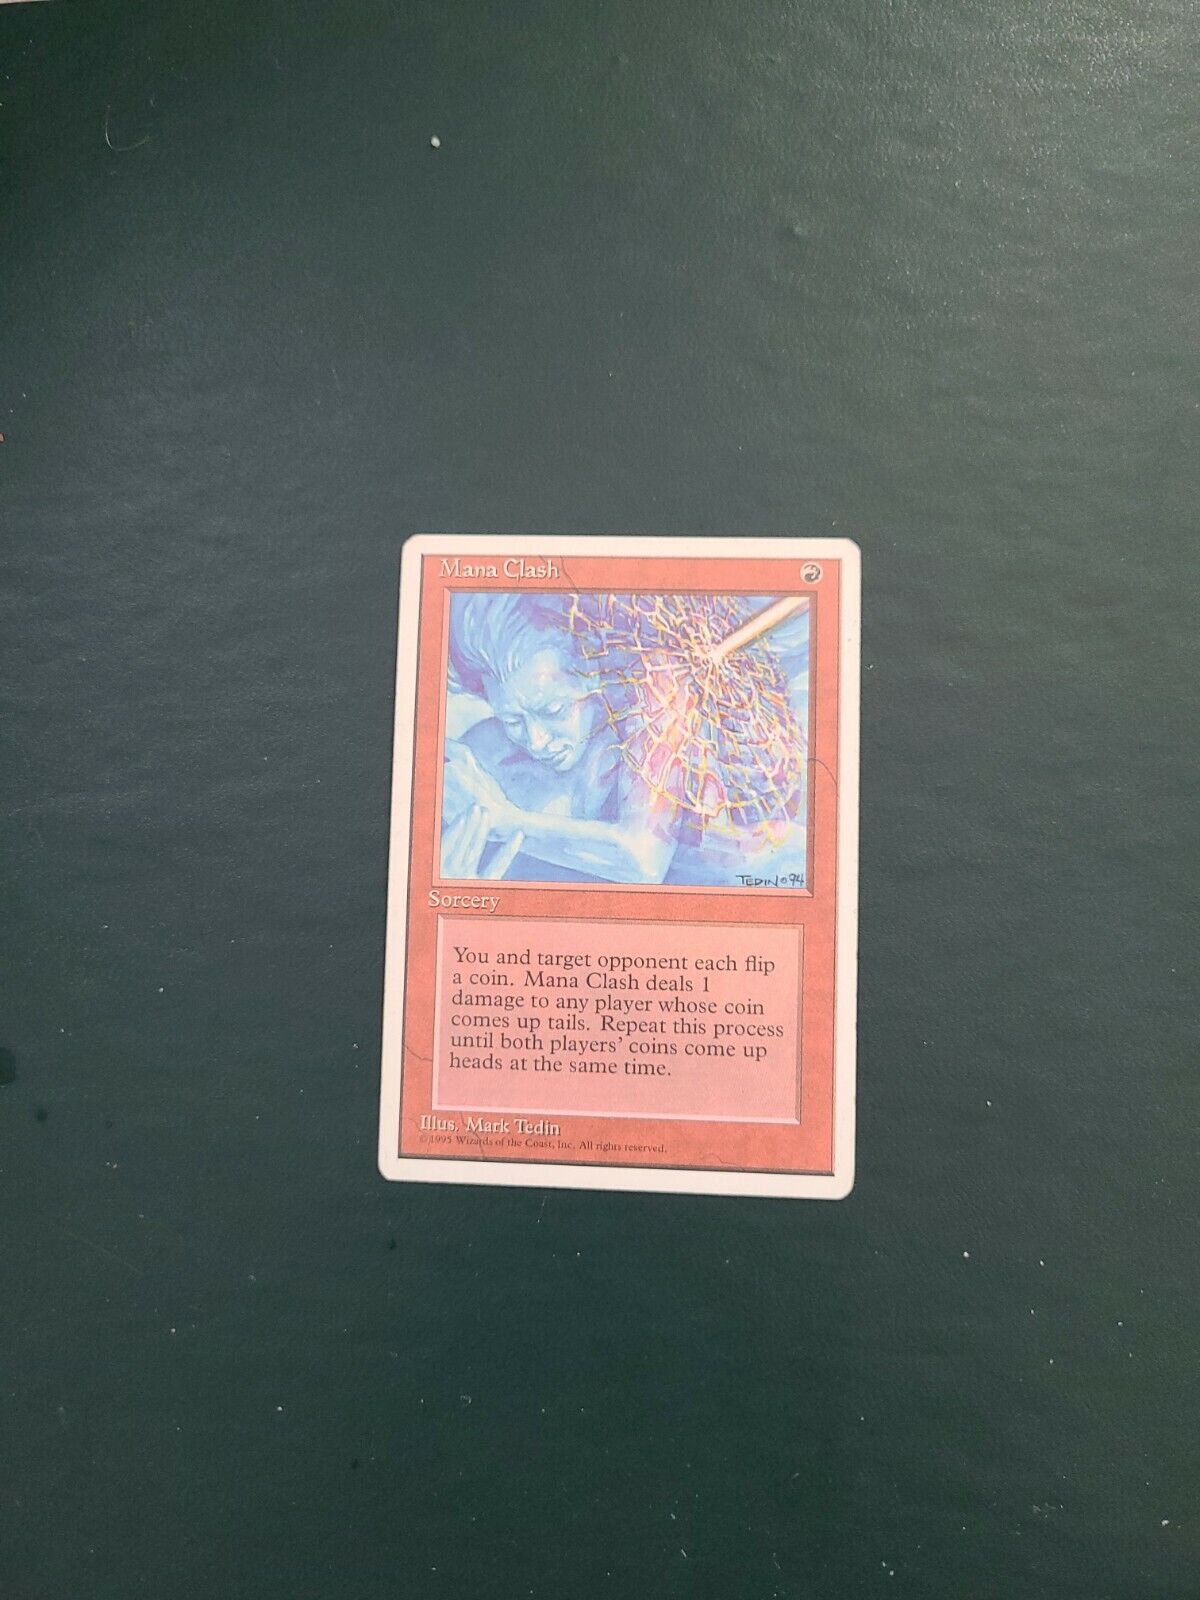 Mana Clash
TEDIN©94
Sorcery
You and target opponent each flip
a coin. Mana Clash deals 1
damage to any player whose coin
comes up tails. Repeat this process
until both players' coins come up
heads at the same time.
Illus. Mark Tedin
© 1995 Wizards of the Coast, Inc. All rights reserved.